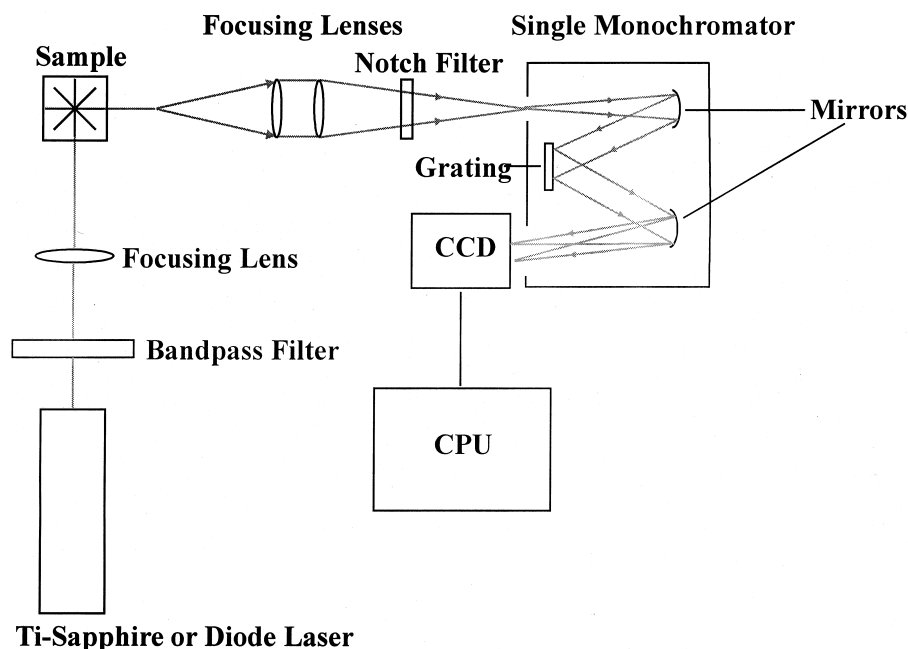 Focusing Lenses
Single Monochromator
Sample
Notch Filter
Mirrors
Grating
CCD
Focusing Lens
Bandpass Filter
CPU
Ti-Sapphire or Diode Laser